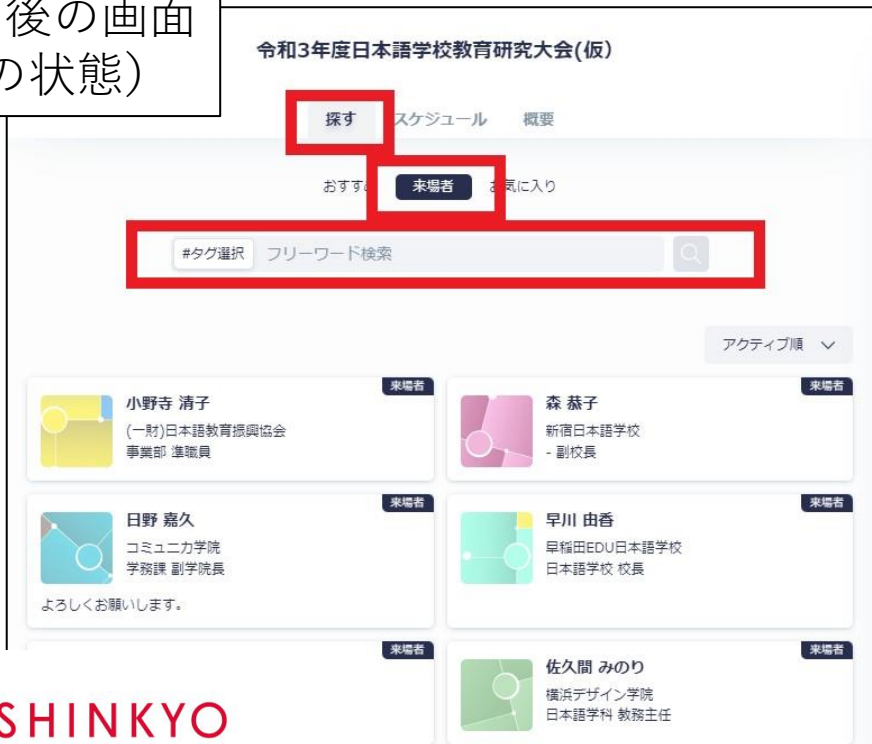 後の画面
の状態）
令和3年度日本語学校教育研究大会(仮)
探す スケジュール 概要
おすす 来場者 お気に入り
#タグ選択 フリーワード検索
アクティブ順
来場者
小野寺 清子
(一財)日本語教育振興協会
事業部 準職員
来場者
森 恭子
新宿日本語学校
- 副校長
来場者
日野 嘉久
コミュニカ学院
学務課 副学院長
よろしくお願いします。
来場者
早川 由香
早稲田EDU日本語学校
日本語学校 校長
来場者
来場者
佐久間 みのり
横浜デザイン学院
日本語学科 教務主任
SHINKYO